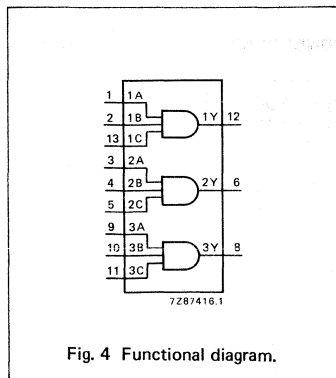 1 1A
2 1B 1Y 12
13 1C
3 2A
4 2B 2Y 6
5 2C
9 3A
10 3B 3Y 8
11 3C
7Z87416.1
Fig. 4 Functional diagram.